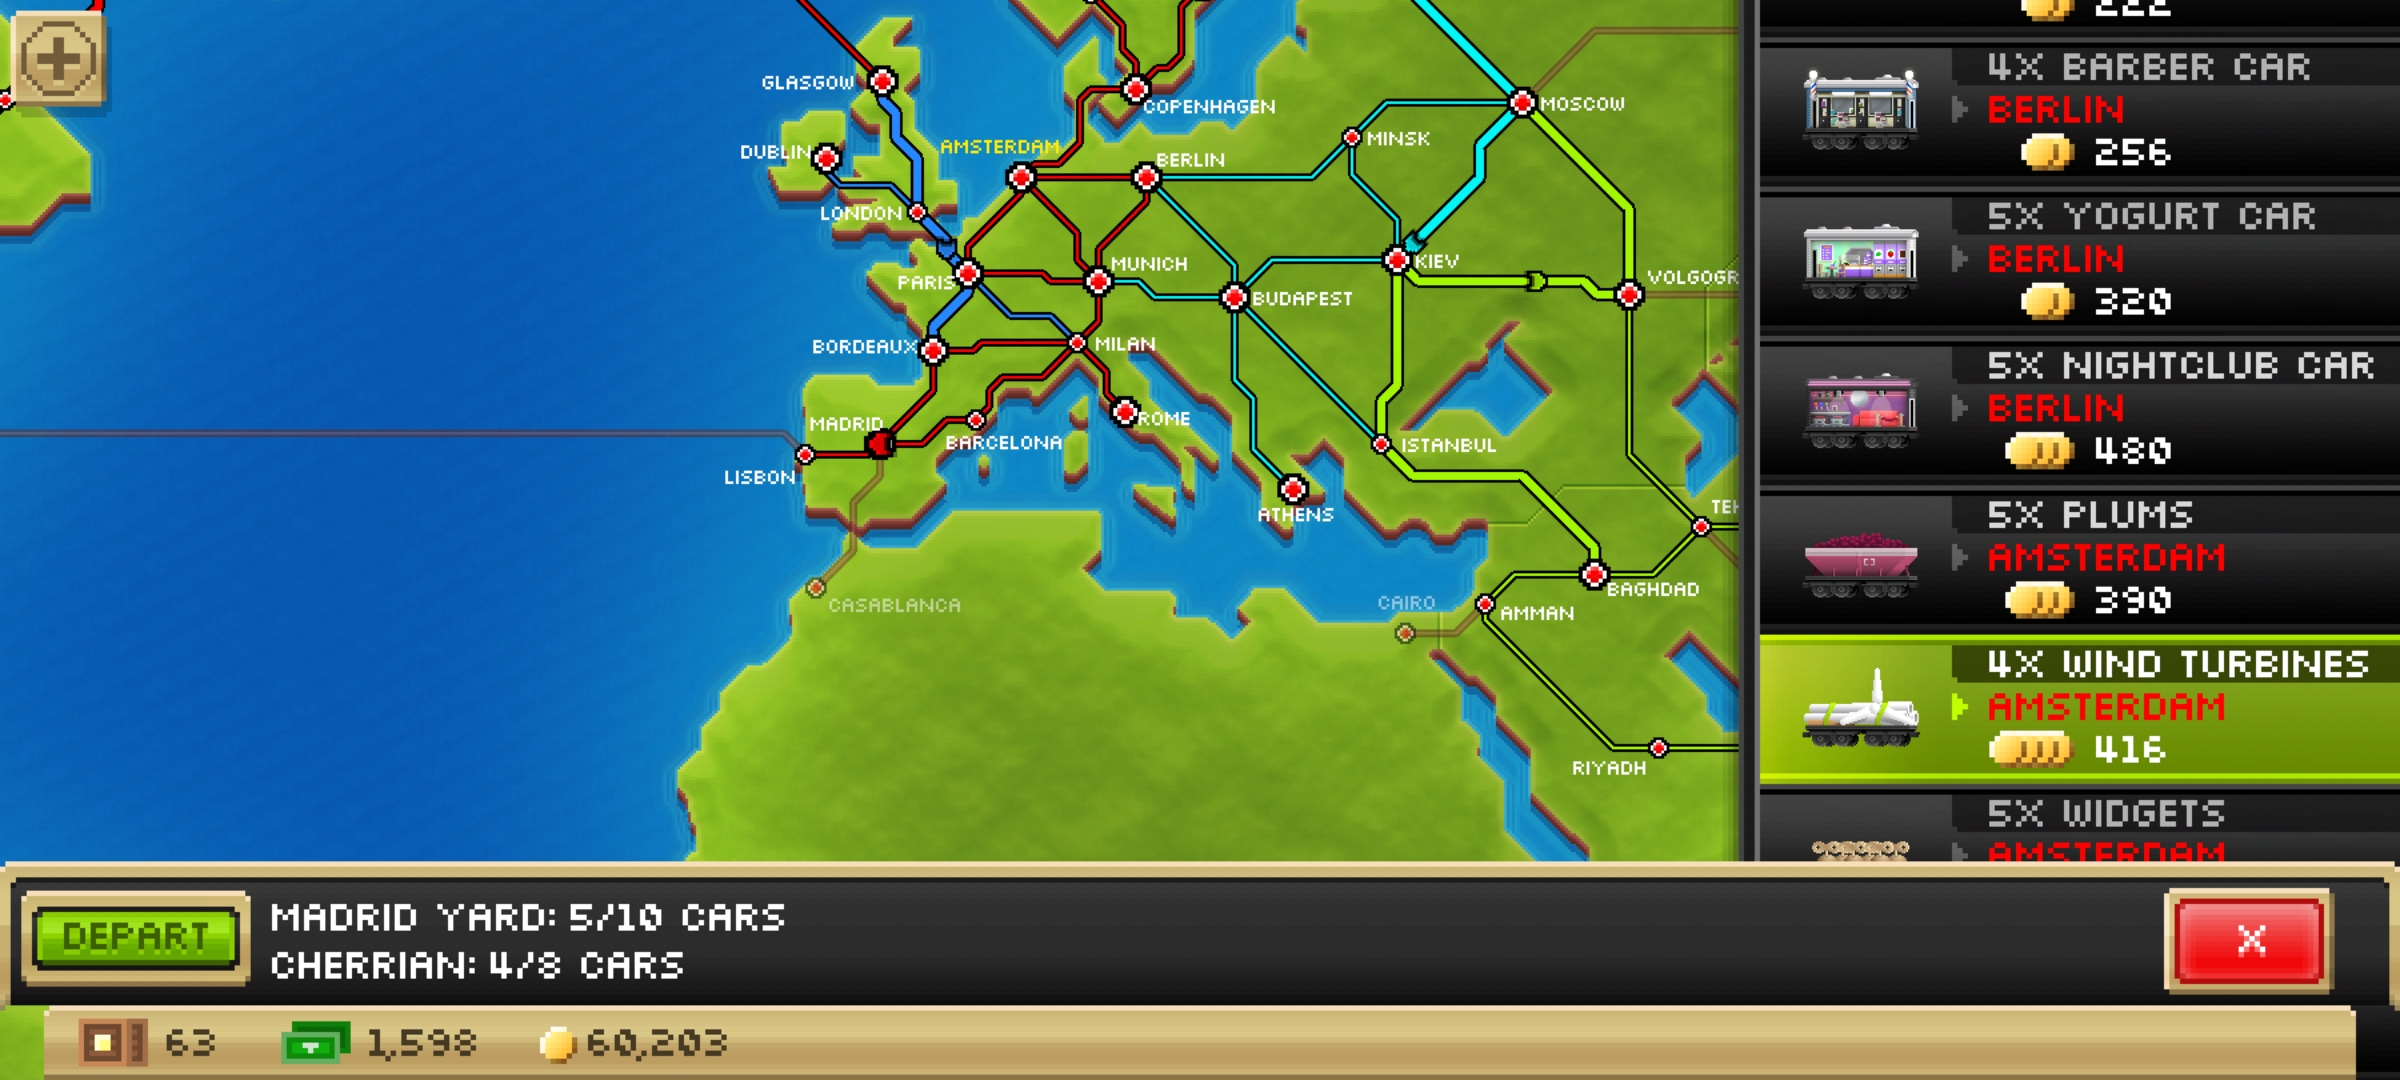 GLASGOW
COPENHAGEN
MOSCOW
DUBLIN
AMSTERDAM
BERLIN
MINSK
LONDON
PARIS
MUNICH
KIEV
BUDAPEST
BORDEAUX
MILAN
MADRID
BARCELONA
ROME
ISTANBUL
LISBON
ATHENS
CASABLANCA
CAIRO
AMMAN
BAGHDAD
RIYADH
222
4X BARBER CAR
BERLIN
256
5X YOGURT CAR
BERLIN
320
5X NIGHTCLUB CAR
BERLIN
480
5X PLUMS
AMSTERDAM
390
4X WIND TURBINES
AMSTERDAM
416
5X WIDGETS
AMSTERDAM
DEPART
MADRID YARD: 5/10 CARS
CHERRIAN: 4/8 CARS
X
63
1,598
60,203